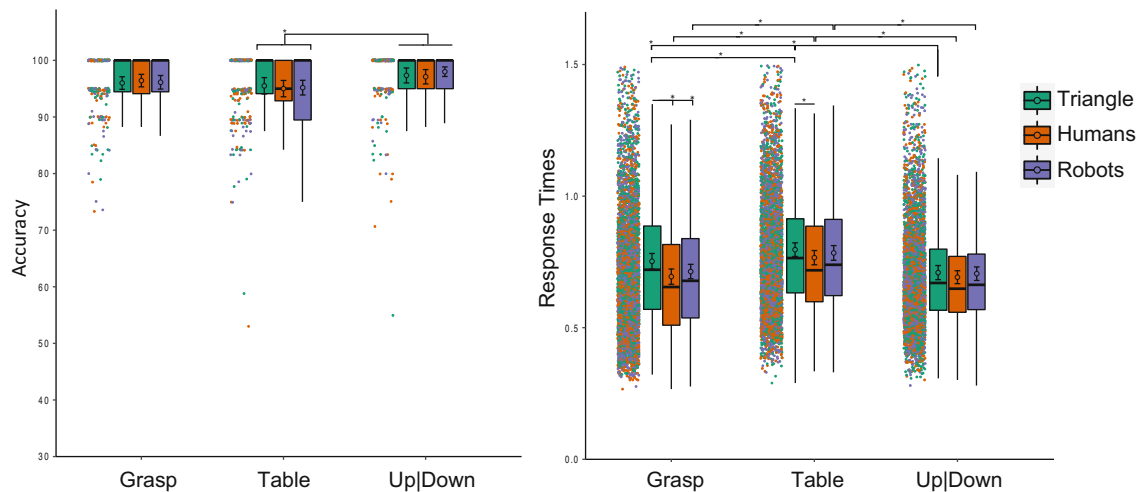 Accuracy
100
90
80
70
60
50
40
30
Grasp Table Up|Down
*
Response Times
1.5
1.0
0.5
0.0
Grasp Table Up|Down
* * * * * * * * * * *
Triangle
Humans
Robots